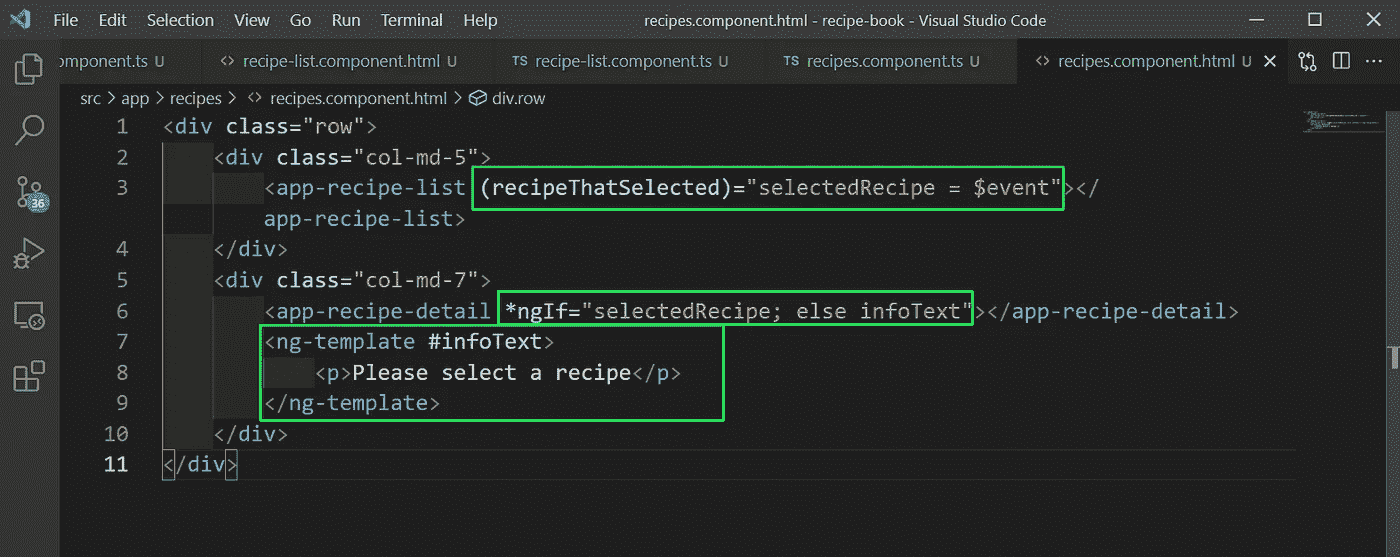 File Edit Selection View Go Run Terminal Help recipes.component.html - recipe-book - Visual Studio Code
omponent.ts U recipe-list.component.html U recipe-list.component.ts U TS recipes.component.ts U <> recipes.component.html U
src > app > recipes > <> recipes.component.html > div.row
1 <div class="row">
2 <div class="col-md-5">
3 <app-recipe-list (recipeThatSelected)="selectedRecipe = $event"></
app-recipe-list>
4 </div>
5 <div class="col-md-7">
6 <app-recipe-detail *ngIf="selectedRecipe; else infoText"></app-recipe-detail>
7 <ng-template #infoText>
8 <p>Please select a recipe</p>
9 </ng-template>
10 </div>
11 </div>
36